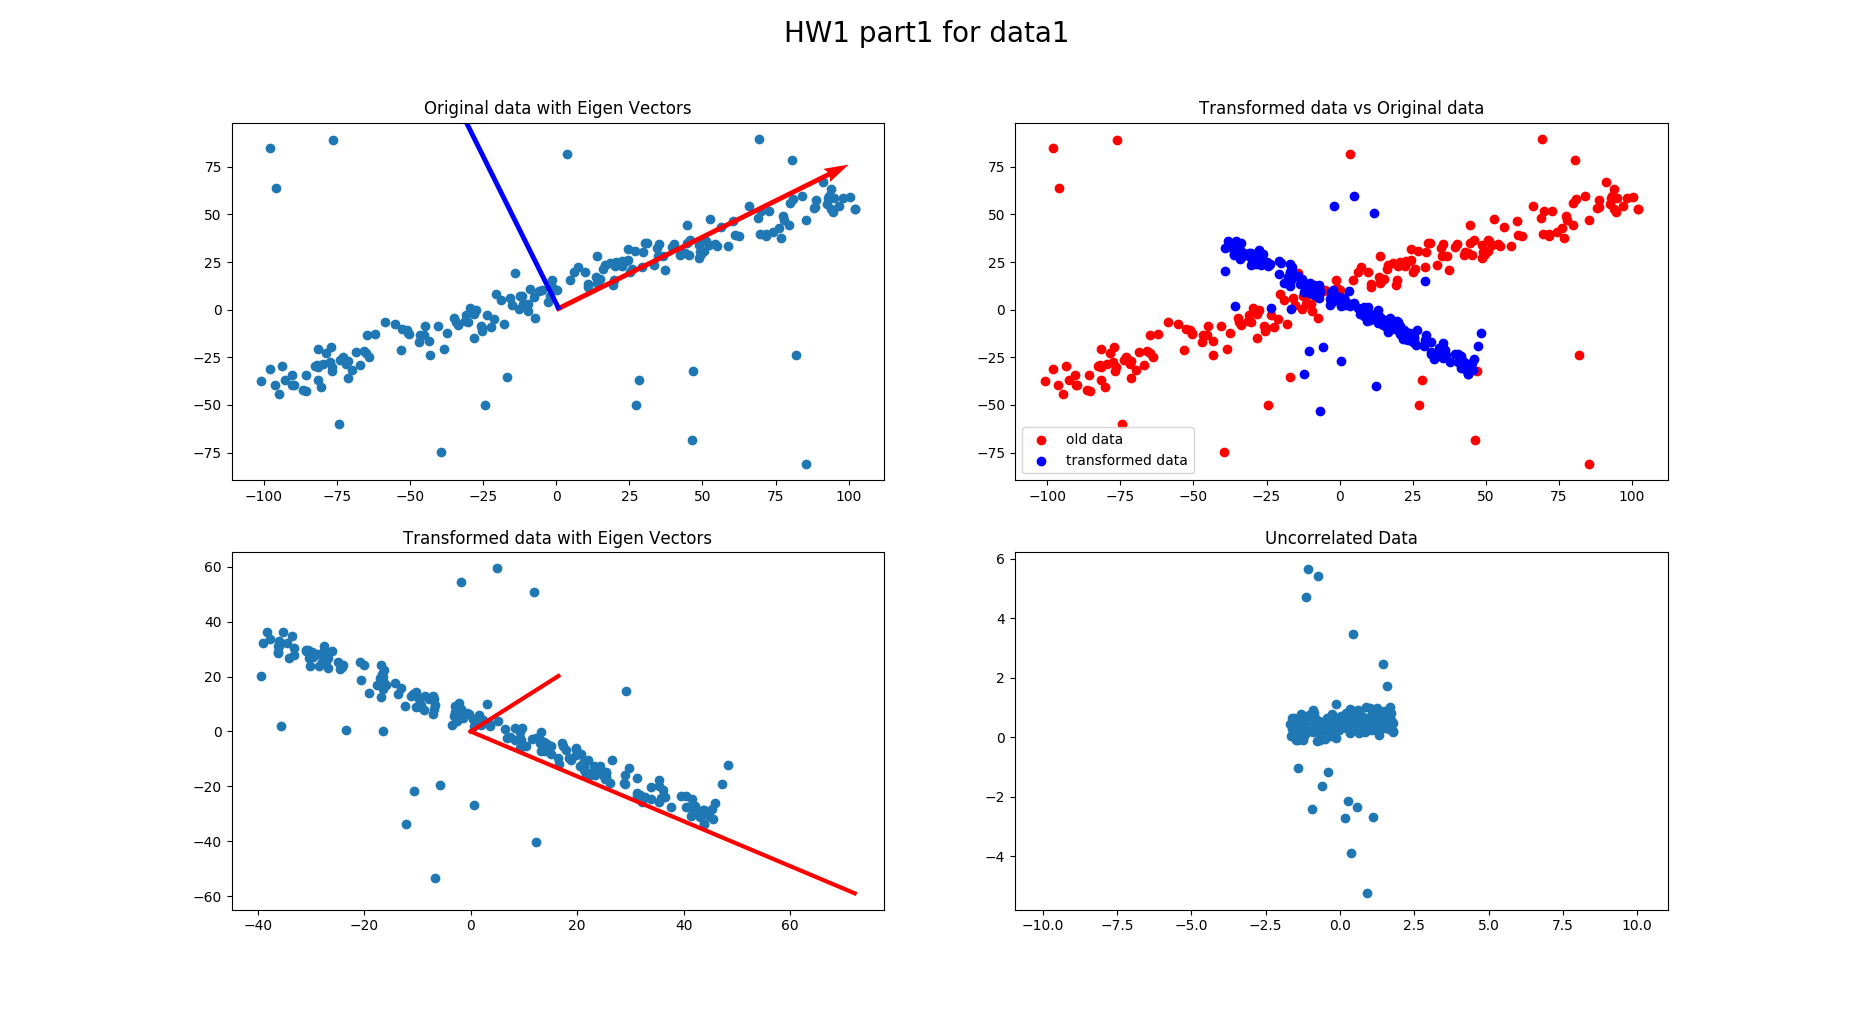 HW1 part1 for data1
Original data with Eigen Vectors
75
50
25
0
−25
−50
−75
−100 −75 −50 −25 0 25 50 75 100
Transformed data vs Original data
75
50
25
0
−25
−50
−75
old data
transformed data
−100 −75 −50 −25 0 25 50 75 100
Transformed data with Eigen Vectors
60
40
20
0
−20
−40
−60
−40 −20 0 20 40 60
Uncorrelated Data
6
4
2
0
−2
−4
−10.0 −7.5 −5.0 −2.5 0.0 2.5 5.0 7.5 10.0